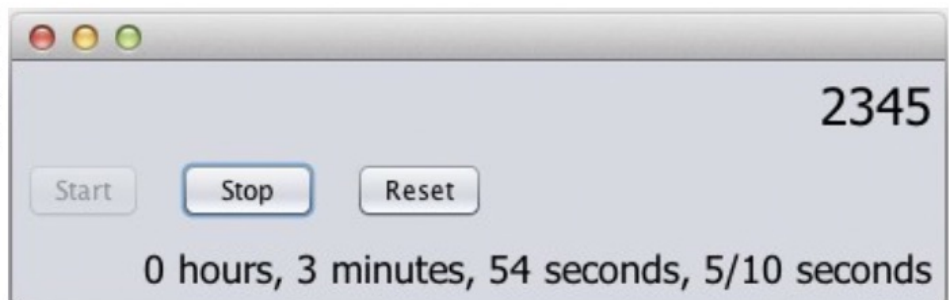 2345
Start Stop Reset
0 hours, 3 minutes, 54 seconds, 5/10 seconds